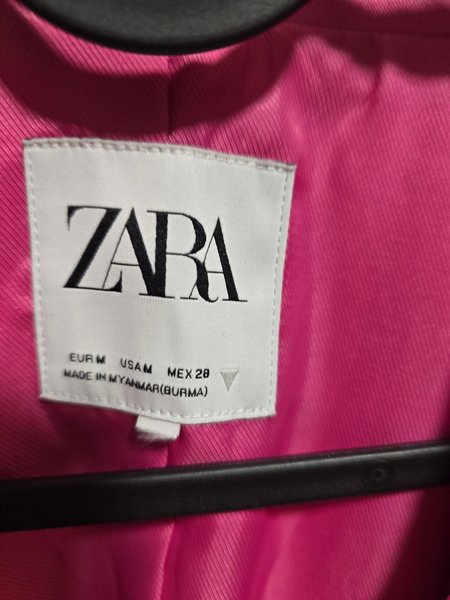 ZARA
EUR M USA M MEX 28
MADE IN MYANMAR(BURMA)